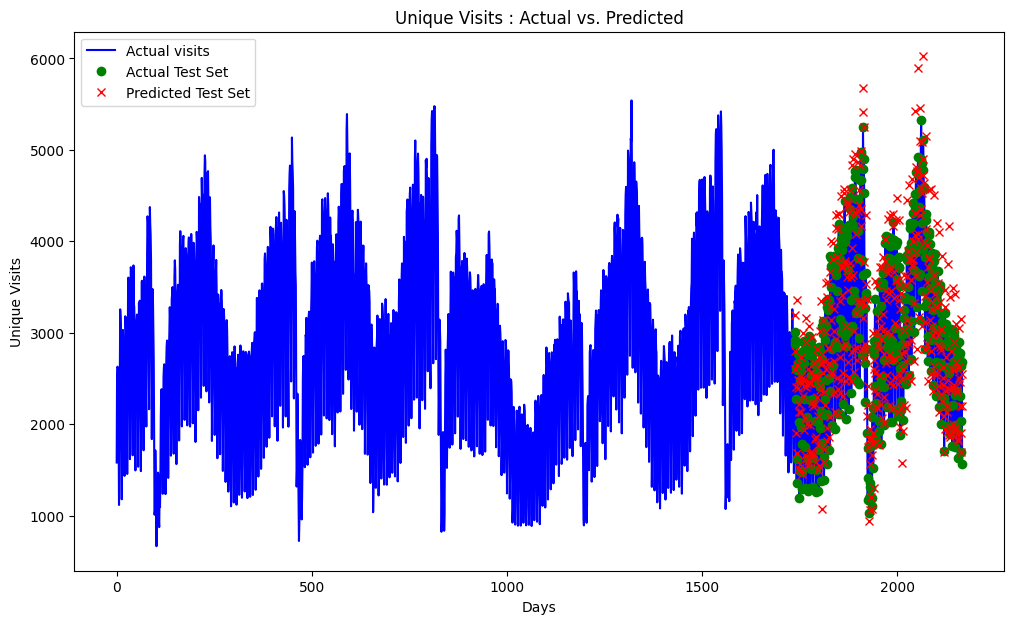 Unique Visits : Actual vs. Predicted
Actual visits
Actual Test Set
Predicted Test Set
Unique Visits
6000
5000
4000
3000
2000
1000
0
500
1000
1500
2000
Days